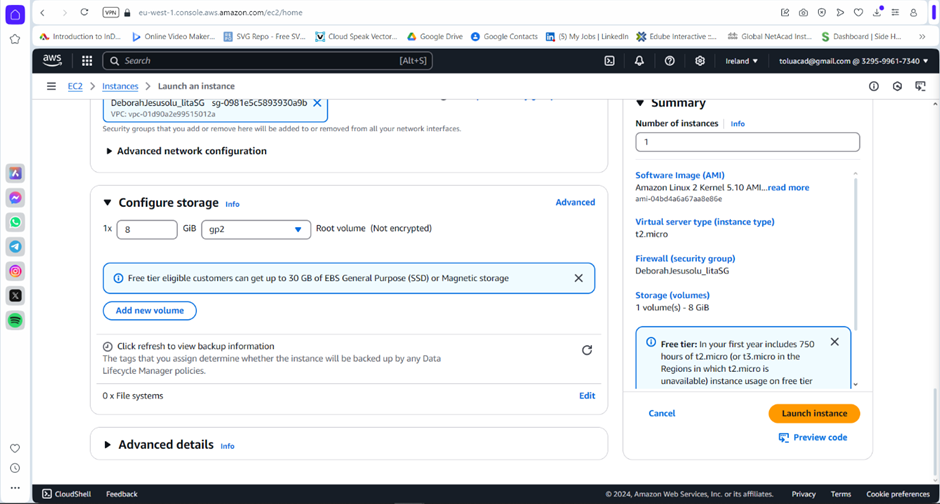 VPN eu-west-1.console.aws.amazon.com/ec2/home
Introduction to InD... Online Video Maker... SVG Repo - Free SV... Cloud Speak Vector... Google Drive Google Contacts (5) My Jobs | LinkedIn Edube Interactive ::... Global NetAcad Inst... Dashboard | Side H...
aws Search [Alt+S] Ireland toluacad@gmail.com @ 3295-9961-7340
EC2 Instances Launch an instance
DeborahJesusolu_IitaSG sg-0981e5c5893930a9b
VPC: vpc-01d90a2e99515012a
Security groups that you add or remove here will be added to or removed from all your network interfaces.
Advanced network configuration
Configure storage Info Advanced
1x 8 GiB gp2 Root volume (Not encrypted)
Free tier eligible customers can get up to 30 GB of EBS General Purpose (SSD) or Magnetic storage
Add new volume
Click refresh to view backup information
The tags that you assign determine whether the instance will be backed up by any Data
Lifecycle Manager policies.
0 x File systems Edit
Advanced details Info
Summary
Number of instances Info
1
Software Image (AMI)
Amazon Linux 2 Kernel 5.10 AMI...read more
ami-04bd4a6a67aa8e86e
Virtual server type (instance type)
t2.micro
Firewall (security group)
DeborahJesusolu_IitaSG
Storage (volumes)
1 volume(s) - 8 GiB
Free tier: In your first year includes 750
hours of t2.micro (or t3.micro in the
Regions in which t2.micro is
unavailable) instance usage on free tier
Cancel Launch instance
Preview code
CloudShell Feedback © 2024, Amazon Web Services, Inc. or its affiliates. Privacy Terms Cookie preferences